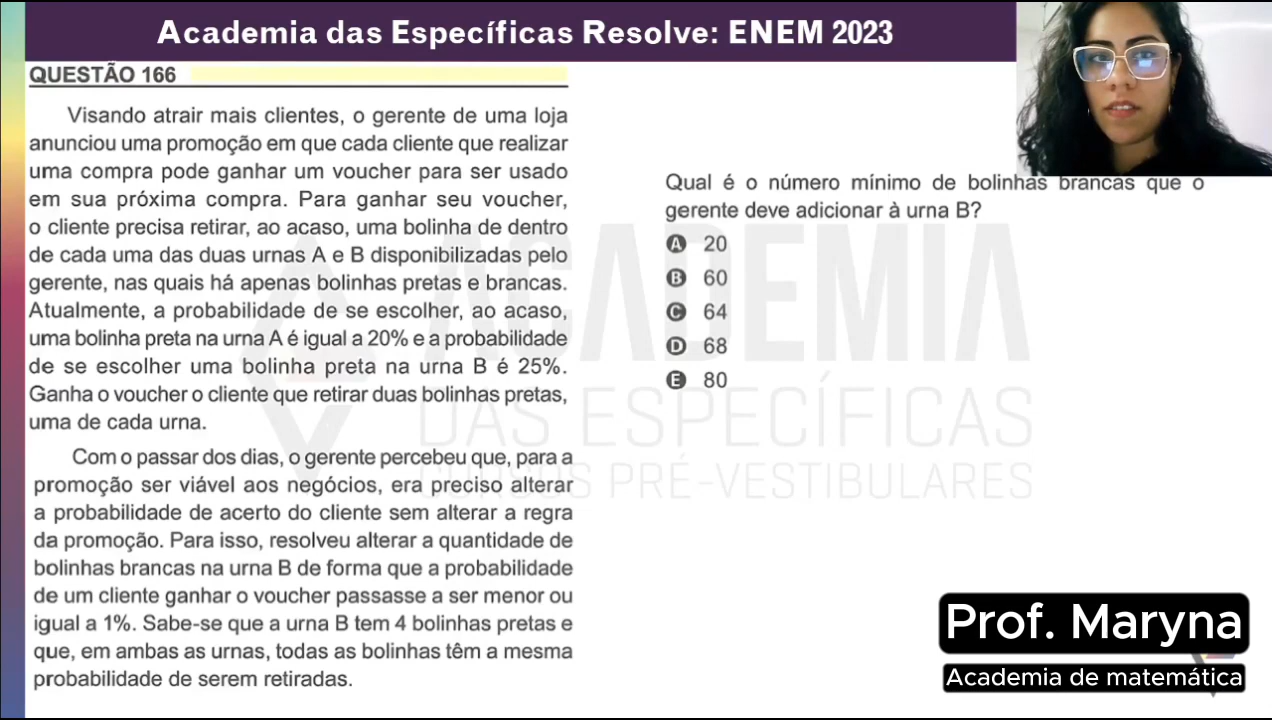 Academia das Específicas Resolve: ENEM 2023
QUESTÃO 166
Visando atrair mais clientes, o gerente de uma loja
anunciou uma promoção em que cada cliente que realizar
uma compra pode ganhar um voucher para ser usado
em sua próxima compra. Para ganhar seu voucher,
o cliente precisa retirar, ao acaso, uma bolinha de dentro
de cada uma das duas urnas A e B disponibilizadas pelo
gerente, nas quais há apenas bolinhas pretas e brancas.
Atualmente, a probabilidade de se escolher, ao acaso,
uma bolinha preta na urna A é igual a 20% e a probabilidade
de se escolher uma bolinha preta na urna B é 25%.
Ganha o voucher o cliente que retirar duas bolinhas pretas,
uma de cada urna.
Com o passar dos dias, o gerente percebeu que, para a
promoção ser viável aos negócios, era preciso alterar
a probabilidade de acerto do cliente sem alterar a regra
da promoção. Para isso, resolveu alterar a quantidade de
bolinhas brancas na urna B de forma que a probabilidade
de um cliente ganhar o voucher passasse a ser menor ou
igual a 1%. Sabe-se que a urna B tem 4 bolinhas pretas e
que, em ambas as urnas, todas as bolinhas têm a mesma
probabilidade de serem retiradas.
Qual é o número mínimo de bolinhas brancas que o
gerente deve adicionar à urna B?
A 20
B 60
C 64
D 68
E 80
ACADEMIA
DAS ESPECÍFICAS
CURSOS PRÉ-VESTIBULARES
Prof. Maryna
Academia de matemática